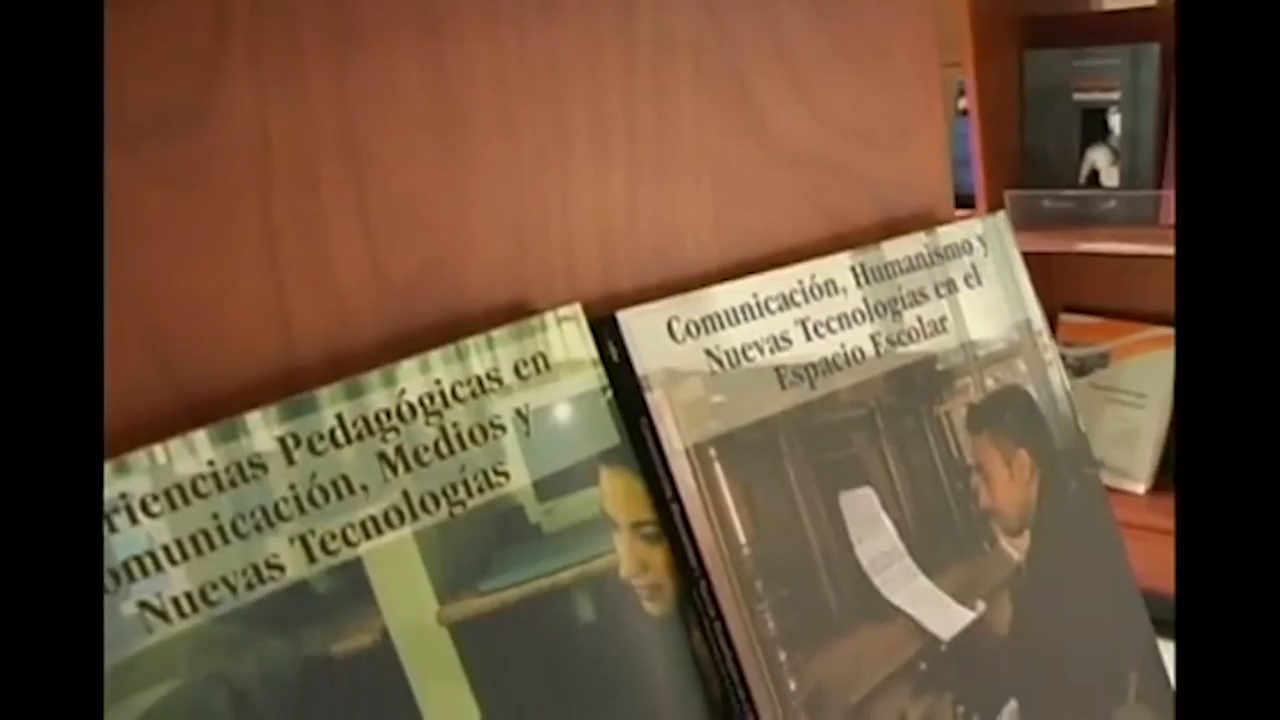 riencias Pedagógicas en
omunicación, Medios y
Nuevas Tecnologías
Comunicación, Humanismo y
Nuevas Tecnologías en el
Espacio Escolar